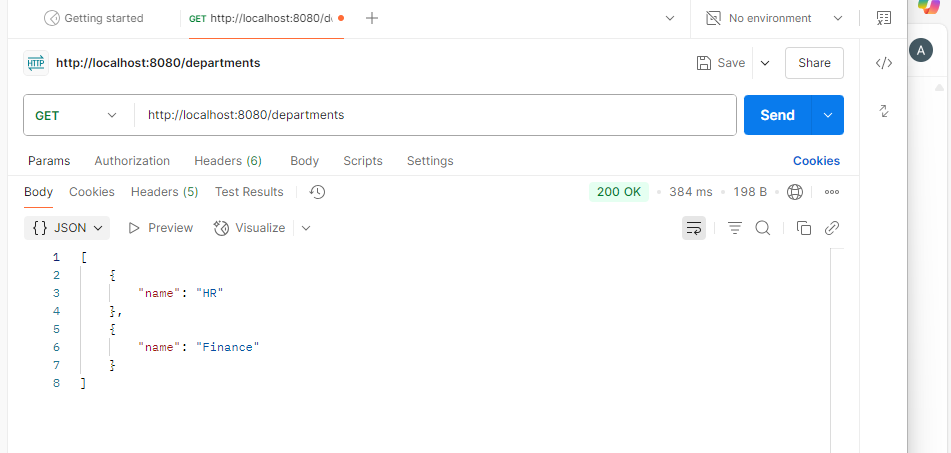 Getting started
GET http://localhost:8080/d
No environment
A
HTTP http://localhost:8080/departments
Save
Share
</>
GET
http://localhost:8080/departments
Send
Params Authorization Headers (6) Body Scripts Settings Cookies
Body Cookies Headers (5) Test Results 200 OK • 384 ms • 198 B
{} JSON Preview Visualize
1 [
2 {
3 "name": "HR"
4 },
5 {
6 "name": "Finance"
7 }
8 ]